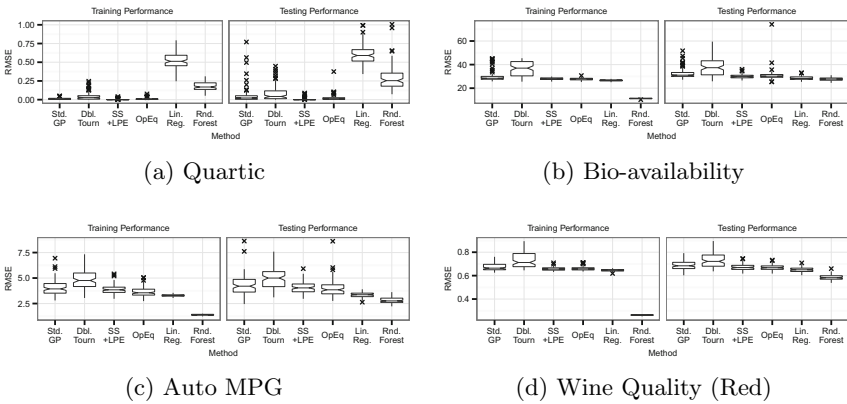 Training Performance Testing Performance
1.00
0.75
0.50
0.25
0.00
RMSE
Std. GP Dbl. Tourn SS +LPE OpEq Lin. Reg. Rnd. Forest Std. GP Dbl. Tourn SS +LPE OpEq Lin. Reg. Rnd. Forest
Method
(a) Quartic
Training Performance Testing Performance
60
40
20
RMSE
Std. GP Dbl. Tourn SS +LPE OpEq Lin. Reg. Rnd. Forest Std. GP Dbl. Tourn SS +LPE OpEq Lin. Reg. Rnd. Forest
Method
(b) Bio-availability
Training Performance Testing Performance
7.5
5.0
2.5
RMSE
Std. GP Dbl. Tourn SS +LPE OpEq Lin. Reg. Rnd. Forest Std. GP Dbl. Tourn SS +LPE OpEq Lin. Reg. Rnd. Forest
Method
(c) Auto MPG
Training Performance Testing Performance
0.8
0.6
0.4
RMSE
Std. GP Dbl. Tourn SS +LPE OpEq Lin. Reg. Rnd. Forest Std. GP Dbl. Tourn SS +LPE OpEq Lin. Reg. Rnd. Forest
Method
(d) Wine Quality (Red)